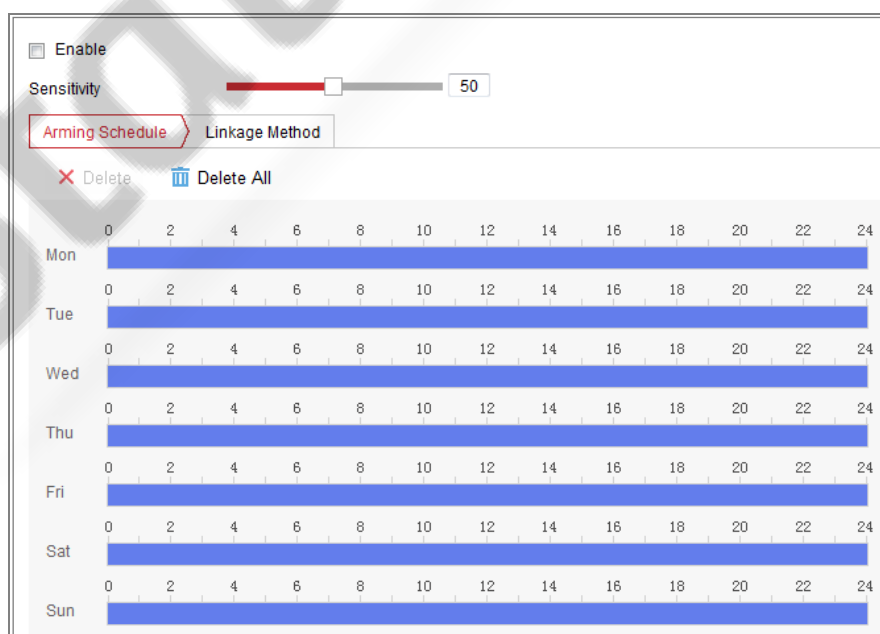 Enable
Sensitivity 50
Arming Schedule Linkage Method
Delete Delete All
0 2 4 6 8 10 12 14 16 18 20 22 24
Mon
0 2 4 6 8 10 12 14 16 18 20 22 24
Tue
0 2 4 6 8 10 12 14 16 18 20 22 24
Wed
0 2 4 6 8 10 12 14 16 18 20 22 24
Thu
0 2 4 6 8 10 12 14 16 18 20 22 24
Fri
0 2 4 6 8 10 12 14 16 18 20 22 24
Sat
0 2 4 6 8 10 12 14 16 18 20 22 24
Sun